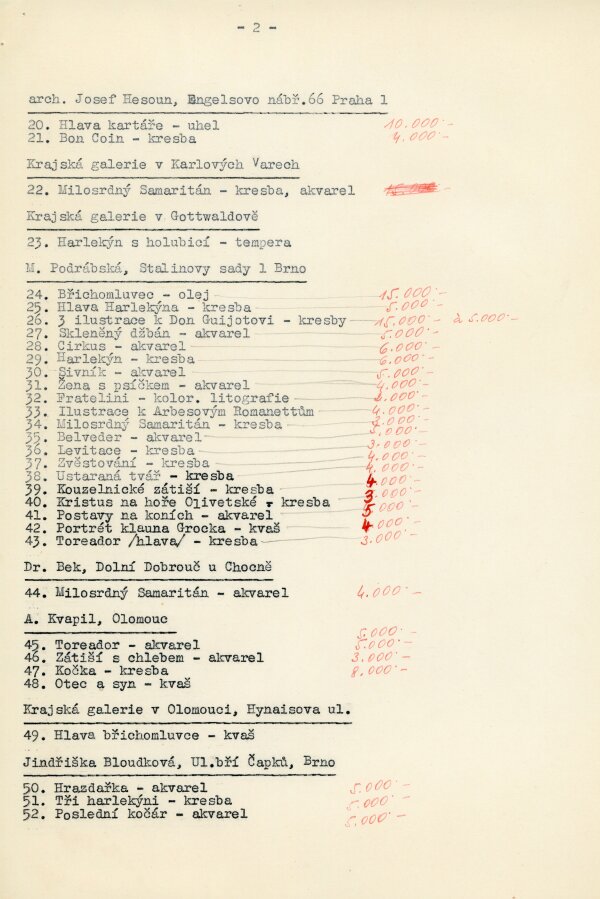 - 2 -
arch. Josef Hesoun, Engelsovo nábř.66 Praha 1
20. Hlava kartáře - uhel 10.000·-
21. Bon Coin - kresba 4.000·-
Krajská galerie v Karlových Varech
22. Milosrdný Samaritán - kresba, akvarel 15.000 -
Krajská galerie v Gottwaldově
23. Harlekýn s holubicí - tempera
M. Podrábská, Stalinovy sady 1 Brno
24. Břichomluvec - olej 15.000·-
25. Hlava Harlekýna - kresba 5.000·-
26. 3 ilustrace k Don Guijotovi - kresby 15.000·- à 5.000·-
27. Skleněný džbán - akvarel 5.000·-
28. Cirkus - akvarel 6.000·-
29. Harlekýn - kresba 6.000·-
30. Sivník - akvarel 5.000·-
31. Žena s psíčkem - akvarel 4.000·-
32. Fratelini - kolor. litografie .000·-
33. Ilustrace k Arbesovým Romanettům 4.000·-
34. Milosrdný Samaritán - kresba .000·-
35. Belveder - akvarel .000·-
36. Levitace - kresba 3.000·-
37. Zvěstování - kresba 4.000·-
38. Ustaraná tvář - kresba 4.000·-
39. Kouzelnické zátiší - kresba 4.000·-
40. Kristus na hoře Olivetské - kresba 3.000·-
41. Postavy na koních - akvarel 5.000·-
42. Portrét klauna Grocka - kvaš 4.000·-
43. Toreador /hlava/ - kresba 3.000·-
Dr. Bek, Dolní Dobrouč u Chocně
44. Milosrdný Samaritán - akvarel 4.000·-
A. Kvapil, Olomouc
5.000·-
45. Toreador - akvarel 5.000·-
46. Zátiší s chlebem - akvarel 3.000·-
47. Kočka - kresba 8.000·-
48. Otec a syn - kvaš
Krajská galerie v Olomouci, Hynaisova ul.
49. Hlava břichomluvce - kvaš
Jindřiška Bloudková, Ul.bří Čapků, Brno
50. Hrazdařka - akvarel 5.000·-
51. Tři harlekýni - kresba 5.000·-
52. Poslední kočár - akvarel 5.000·-